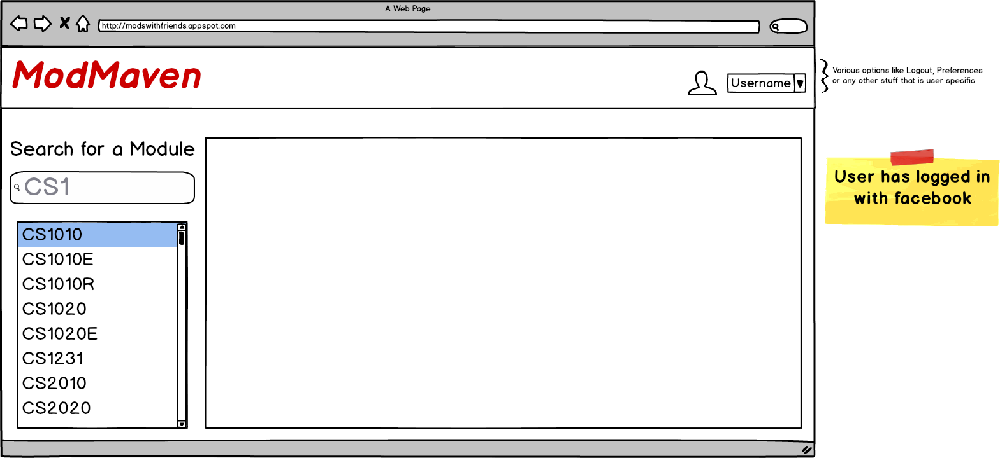 A Web Page
http://modswithfriends.appspot.com
ModMaven
Username
Various options like Logout, Preferences
or any other stuff that is user specific
Search for a Module
CS1
CS1010
CS1010E
CS1010R
CS1020
CS1020E
CS1231
CS2010
CS2020
User has logged in
with facebook